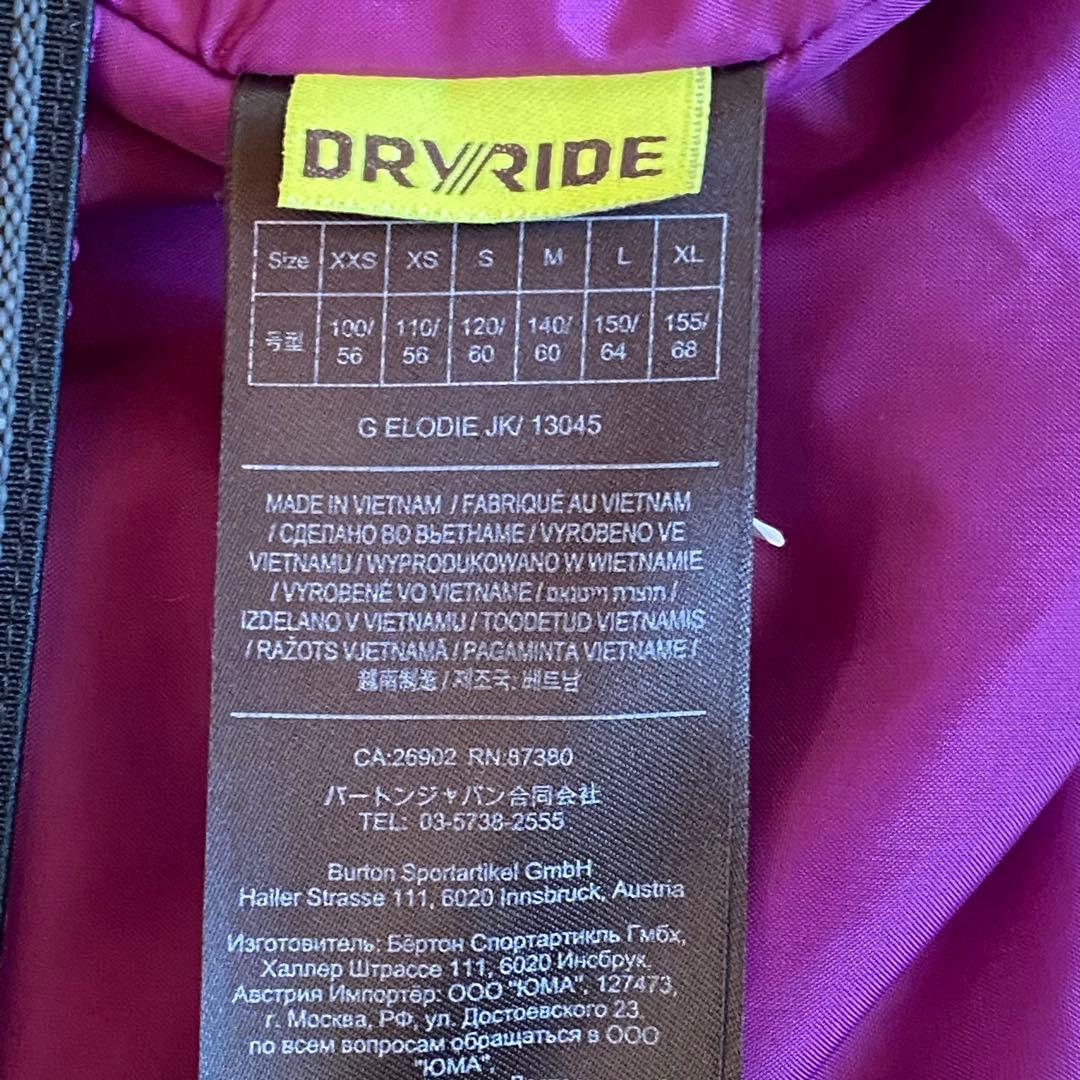 DRYRIDE
Size XXS XS S M L XL
号型 100/56 110/56 120/60 140/60 150/64 155/68
G ELODIE JK/ 13045
MADE IN VIETNAM / FABRIQUÉ AU VIETNAM
/ СДЕЛАНО ВО ВЬЕТНАМЕ / VYROBENO VE
VIETNAMU / WYPRODUKOWANO W WIETNAMIE
/ VYROBENÉ VO VIETNAME / תוצרת וייטנאם /
IZDELANO V VIETNAMU / TOODETUD VIETNAMIS
/ RAŽOTS VJETNAMĀ / PAGAMINTA VIETNAME /
越南制造 / 제조국: 베트남
CA:26902 RN:87380
バートンジャパン合同会社
TEL: 03-5738-2555
Burton Sportartikel GmbH
Haller Strasse 111, 6020 Innsbruck, Austria
Изготовитель: Бёртон Спортартикль Гмбх,
Халлер Штрассе 111, 6020 Инсбрук,
Австрия Импортёр: ООО "ЮМА", 127473,
г. Москва, РФ, ул. Достоевского 23
по всем вопросам обращаться в ООО
"ЮМА",